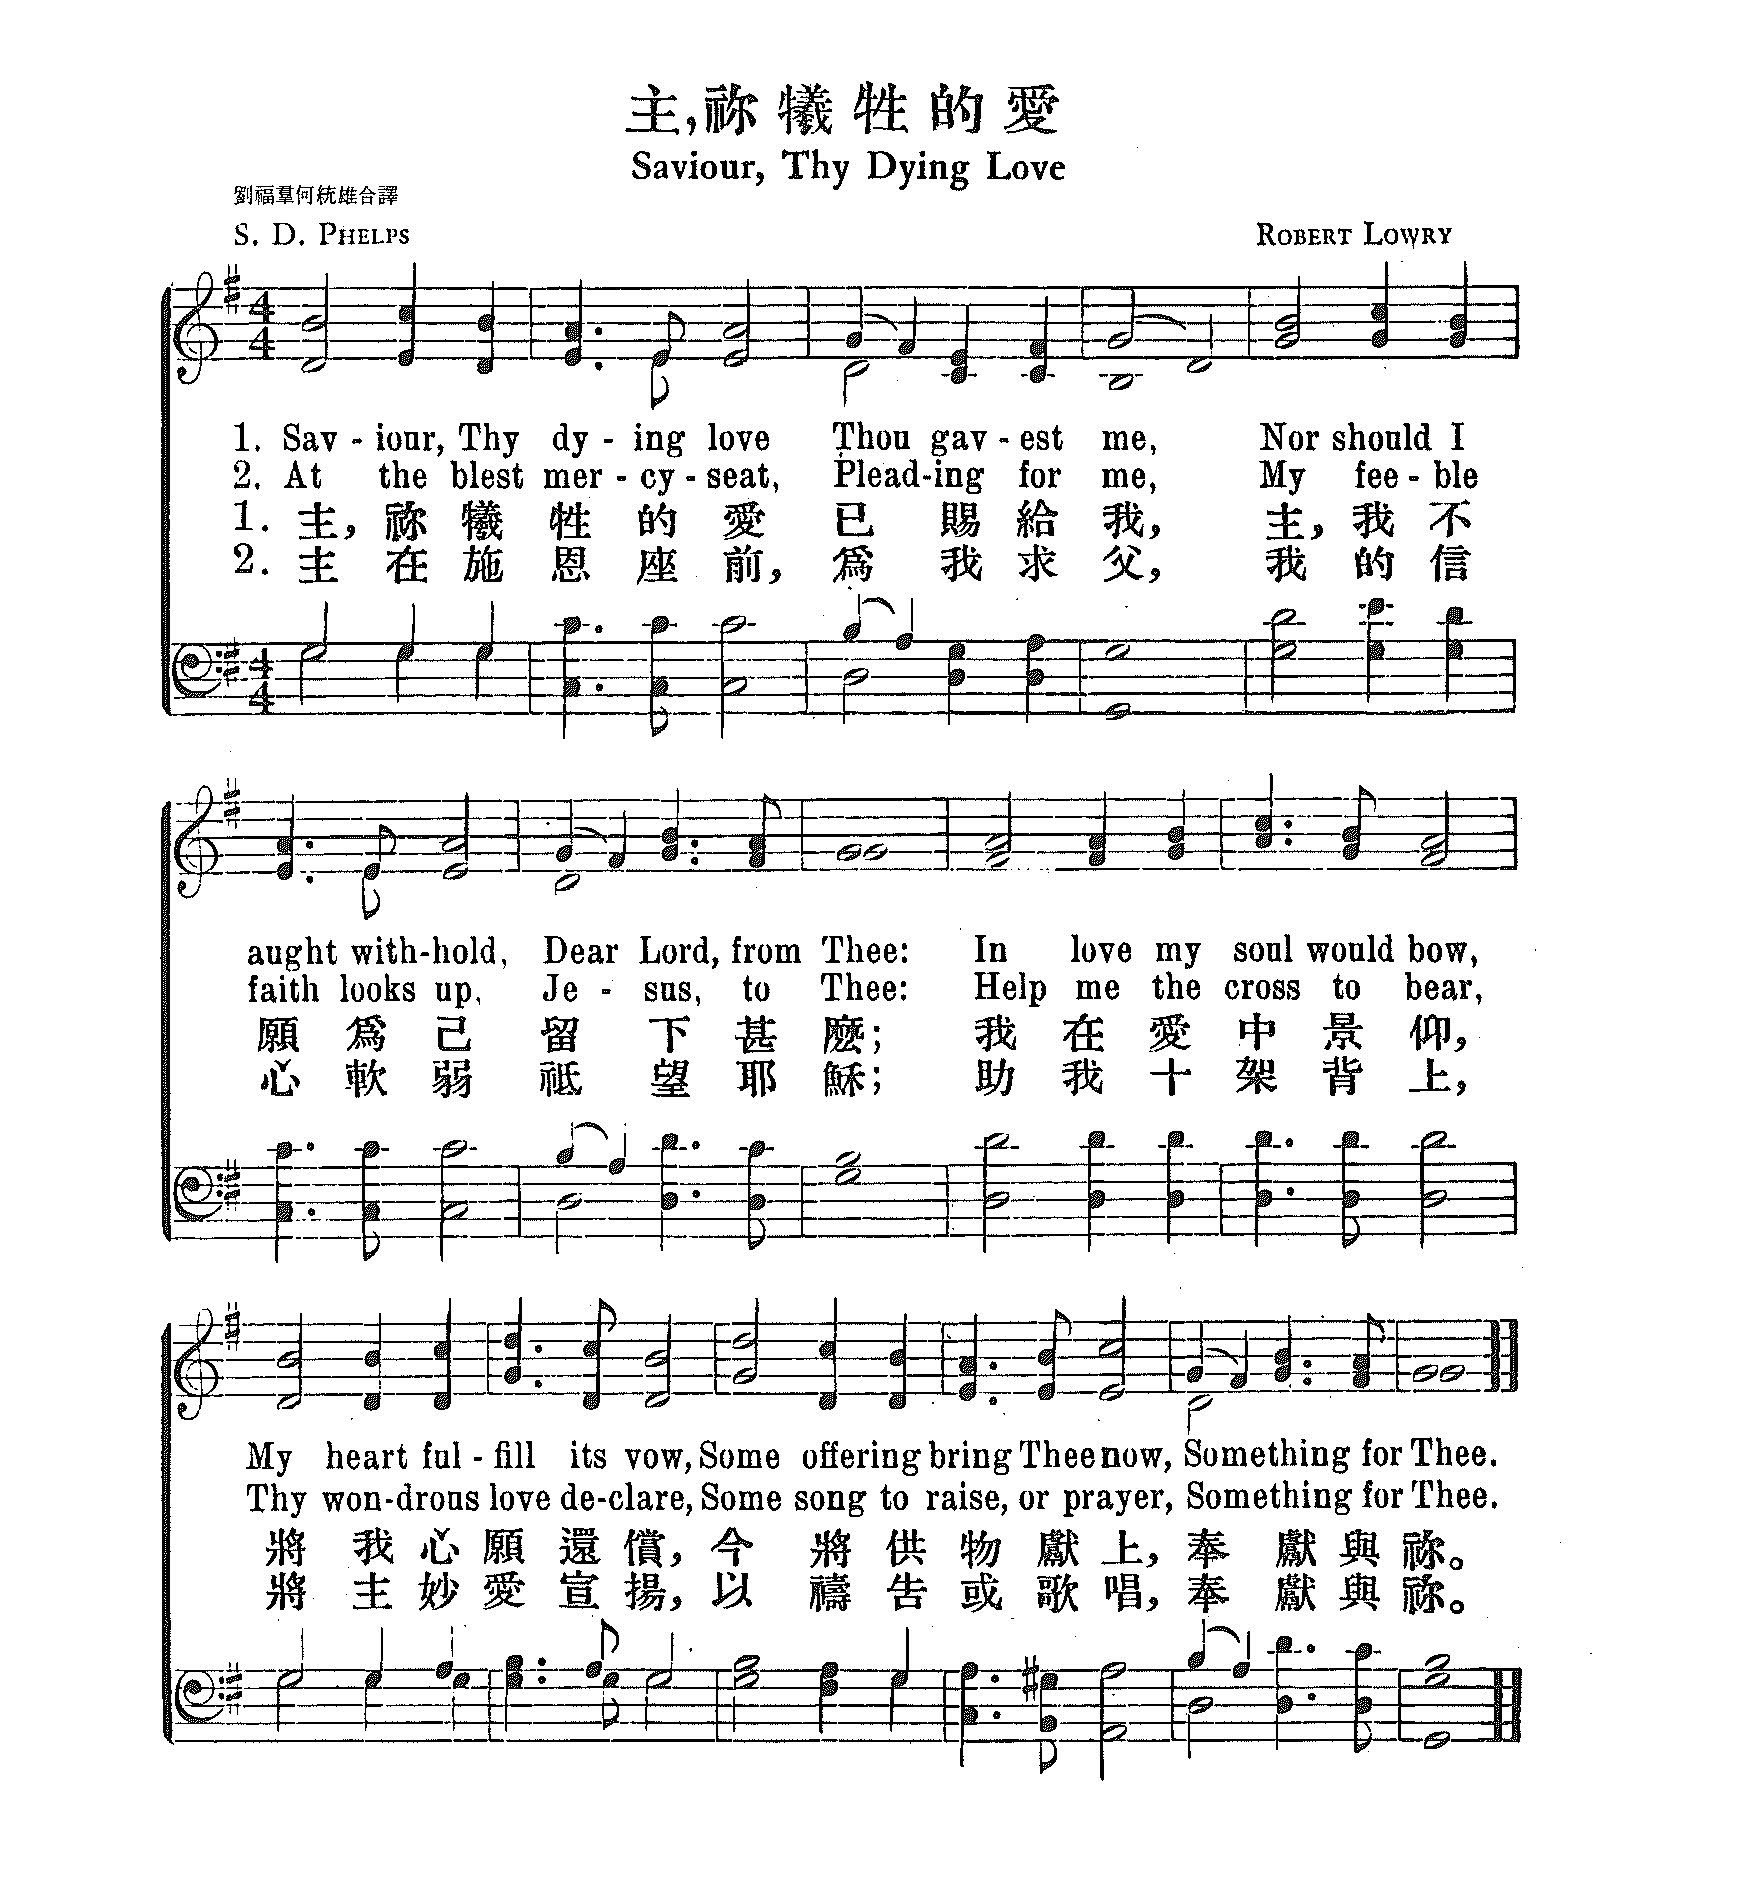 主,祢犧牲的愛
Saviour, Thy Dying Love
劉福羣何統雄合譯
S. D. PHELPS
ROBERT LOWRY
1. Sav - iour, Thy dy - ing love Thou gav - est me, Nor should I
2. At the blest mer - cy - seat, Plead-ing for me, My fee - ble
1. 主, 祢犧牲的愛已賜給我, 主, 我不
2. 主在施恩座前, 爲我求父, 我的信
aught with-hold, Dear Lord, from Thee: In love my soul would bow,
faith looks up, Je - sus, to Thee: Help me the cross to bear,
願爲己留下甚麽; 我在愛中景仰,
心軟弱祗望耶穌; 助我十架背上,
My heart ful - fill its vow, Some offering bring Thee now, Something for Thee.
Thy won-drous love de-clare, Some song to raise, or prayer, Something for Thee.
將我心願還償, 今將供物獻上, 奉獻與祢。
將主妙愛宣揚, 以禱告或歌唱, 奉獻與祢。